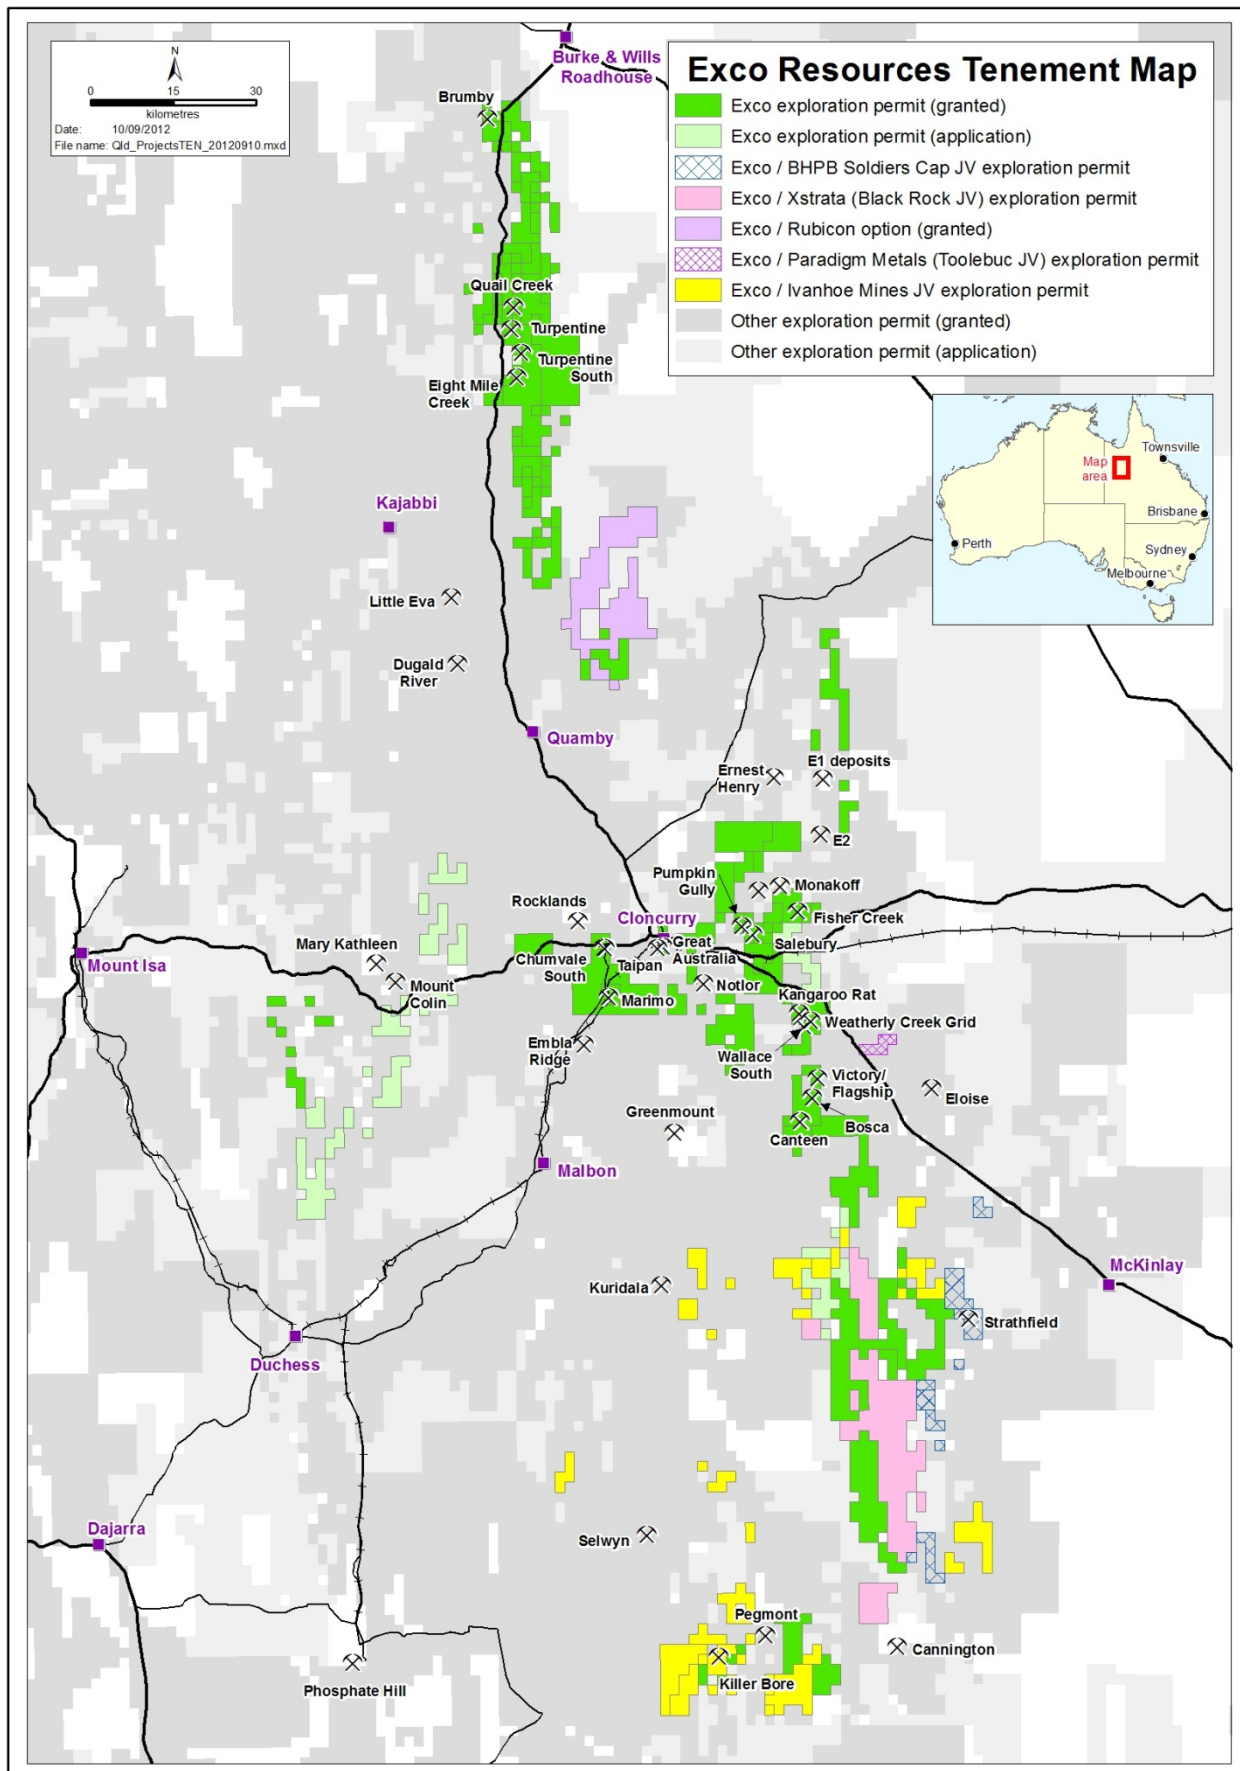 N
0 15 30
kilometres
Date: 10/09/2012
File name: Qld_ProjectsTEN_20120910.mxd
Burke & Wills
Roadhouse
Exco Resources Tenement Map
Exco exploration permit (granted)
Exco exploration permit (application)
Exco / BHPB Soldiers Cap JV exploration permit
Exco / Xstrata (Black Rock JV) exploration permit
Exco / Rubicon option (granted)
Exco / Paradigm Metals (Toolebuc JV) exploration permit
Exco / Ivanhoe Mines JV exploration permit
Other exploration permit (granted)
Other exploration permit (application)
Map
area
Townsville
Brisbane
Perth
Sydney
Melbourne
Brumby
Quail Creek
Turpentine
Turpentine
South
Eight Mile
Creek
Kajabbi
Little Eva
Dugald
River
Quamby
Ernest
Henry
E1 deposits
E2
Pumpkin
Gully
Monakoff
Rocklands
Cloncurry
Fisher Creek
Mary Kathleen
Great
Australia
Salebury
Mount Isa
Chumvale
South
Taipan
Mount
Colin
Notlor
Marimo
Kangaroo Rat
Weatherly Creek Grid
Embla
Ridge
Wallace
South
Victory/
Flagship
Eloise
Greenmount
Bosca
Canteen
Malbon
McKinlay
Kuridala
Strathfield
Duchess
Dajarra
Selwyn
Pegmont
Cannington
Killer Bore
Phosphate Hill